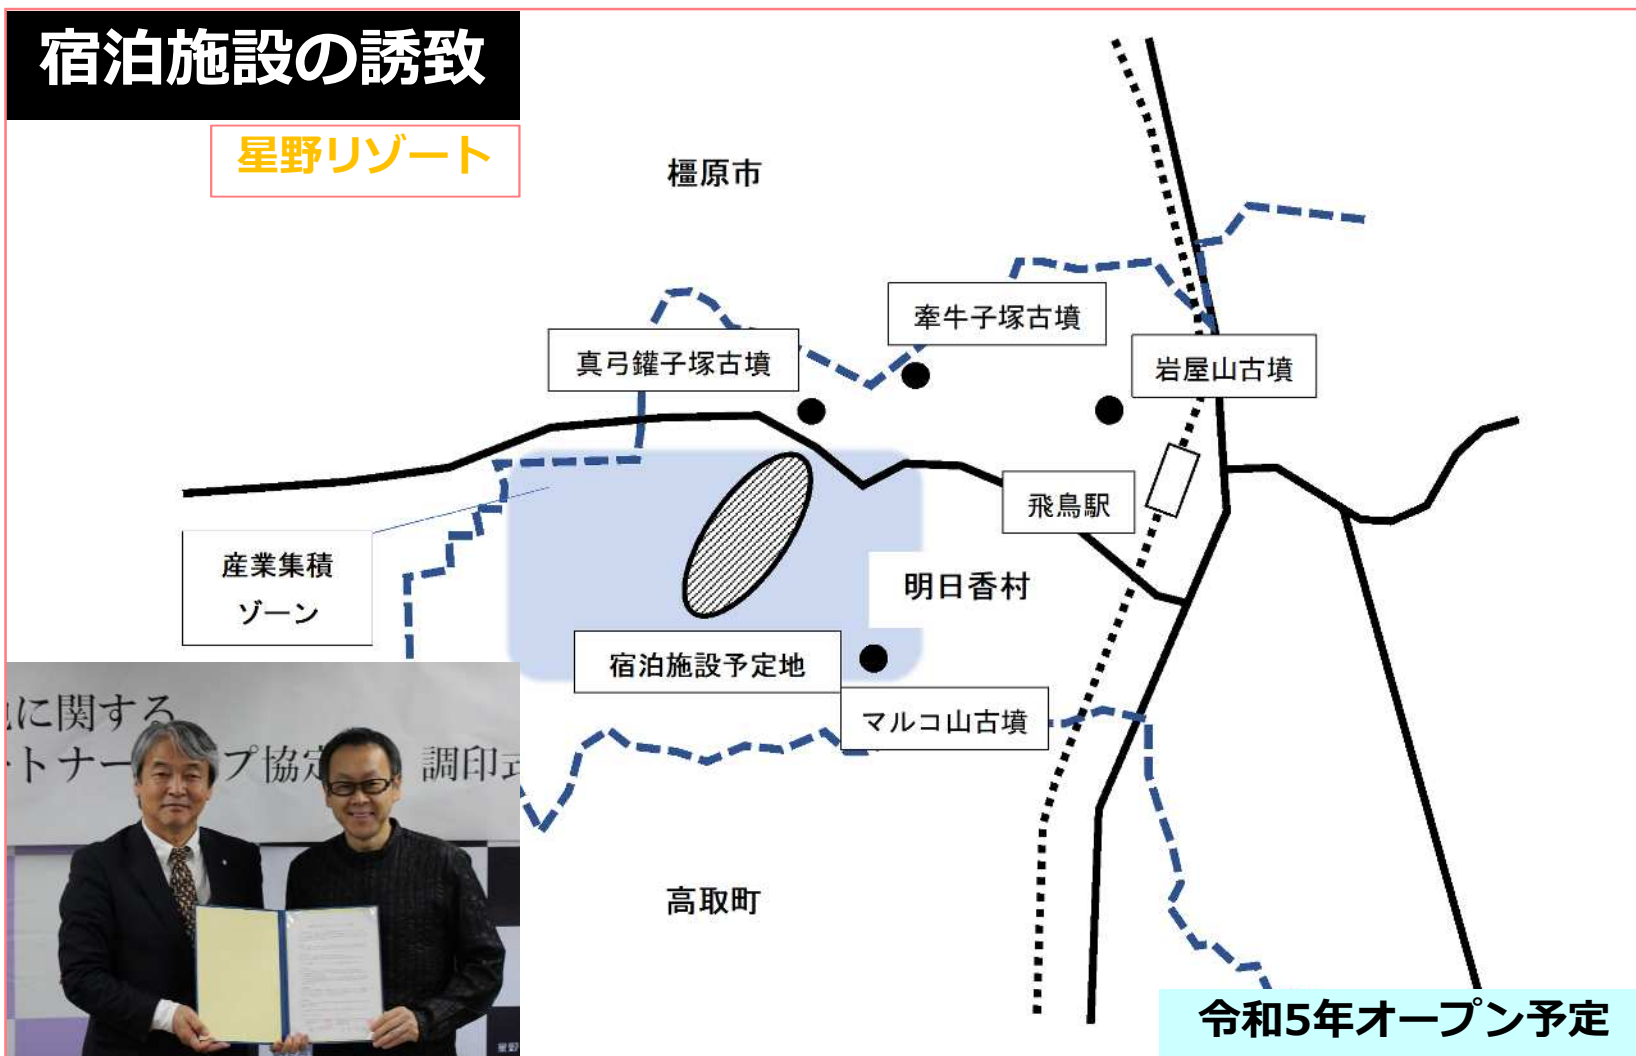 宿泊施設の誘致
星野リゾート
橿原市
牽牛子塚古墳
真弓鑵子塚古墳
岩屋山古墳
飛鳥駅
産業集積
ゾーン
明日香村
宿泊施設予定地
マルコ山古墳
に関する
トナー
プ協定
調印式
高取町
星野
令和5年オープン予定